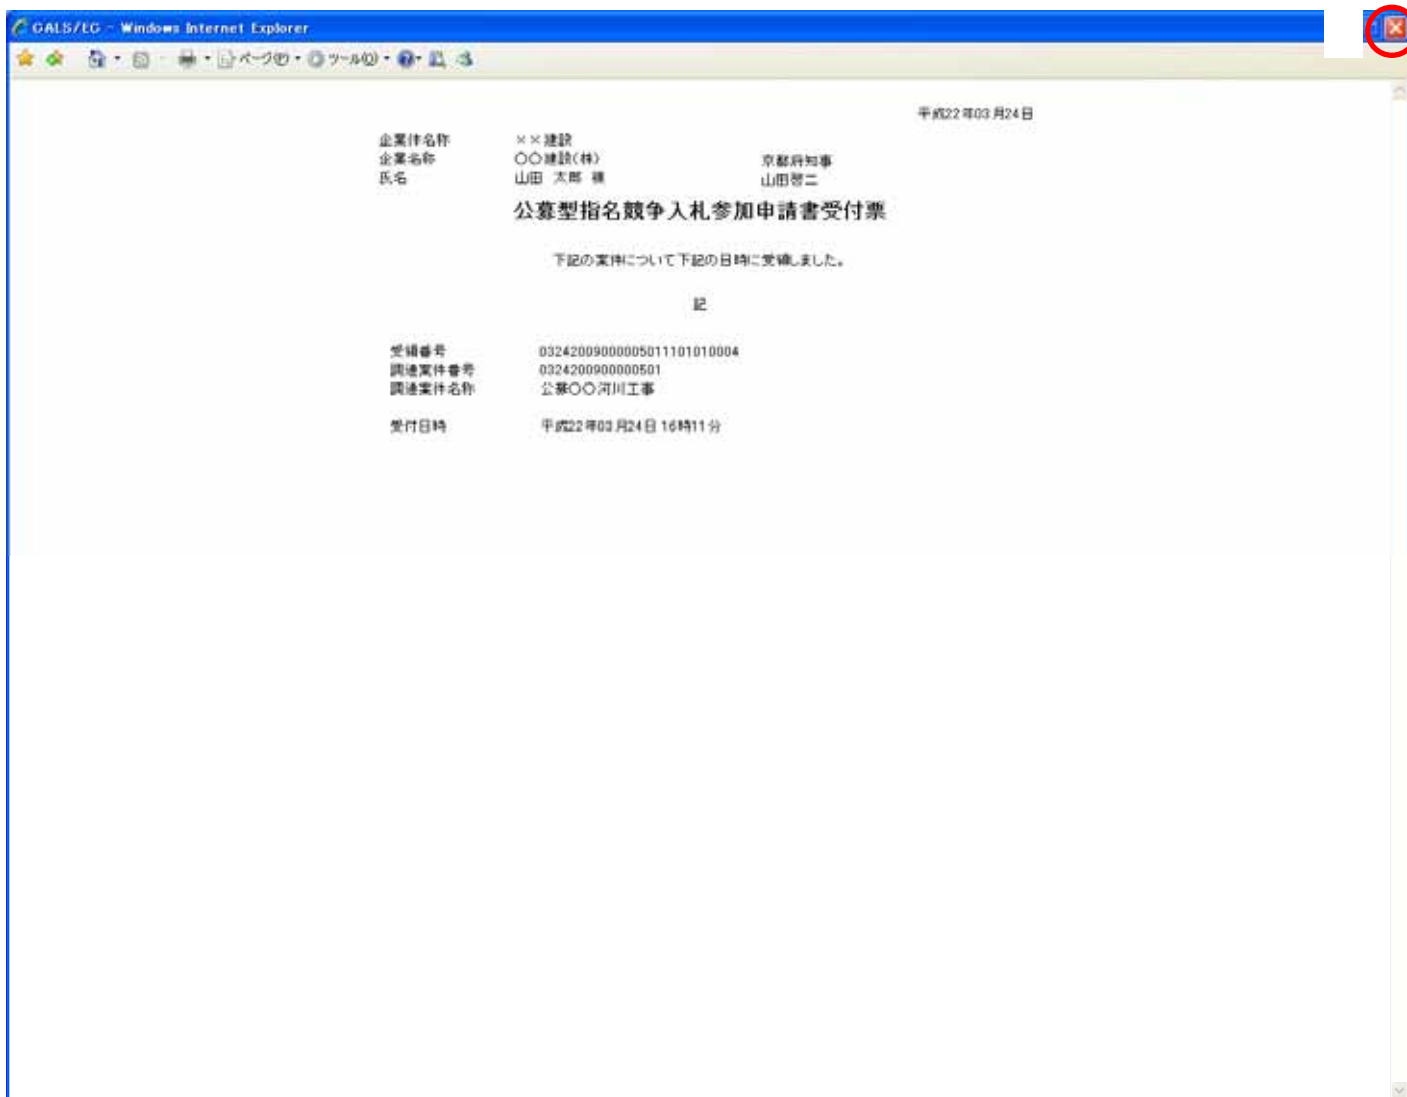 CALS/EC - Windows Internet Explorer
ページ(P) ツール(O)
平成22年03月24日
企業体名称 ××建設
企業名称 〇〇建設(株) 京都府知事
氏名 山田 太郎 様 山田啓二
公募型指名競争入札参加申請書受付票
下記の案件について下記の日時に受領しました。
記
受領番号 03242009000005011101010004
調達案件番号 0324200900000501
調達案件名称 公募〇〇河川工事
受付日時 平成22年03月24日 16時11分